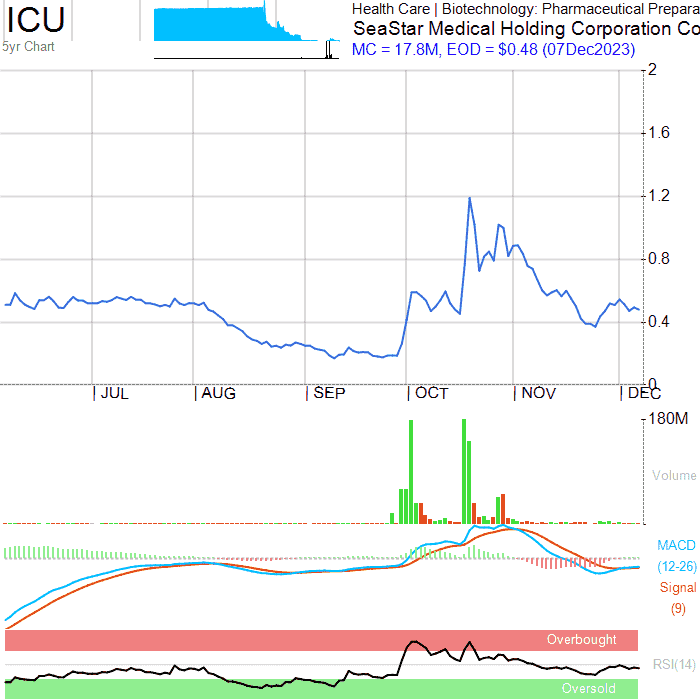 ICU
5yr Chart
Health Care | Biotechnology: Pharmaceutical Prepara
SeaStar Medical Holding Corporation Co
MC = 17.8M, EOD = $0.48 (07Dec2023)
2
1.6
1.2
0.8
0.4
0
JUL AUG SEP OCT NOV DEC
180M
Volume
MACD
(12-26)
Signal
(9)
Overbought
RSI(14)
Oversold